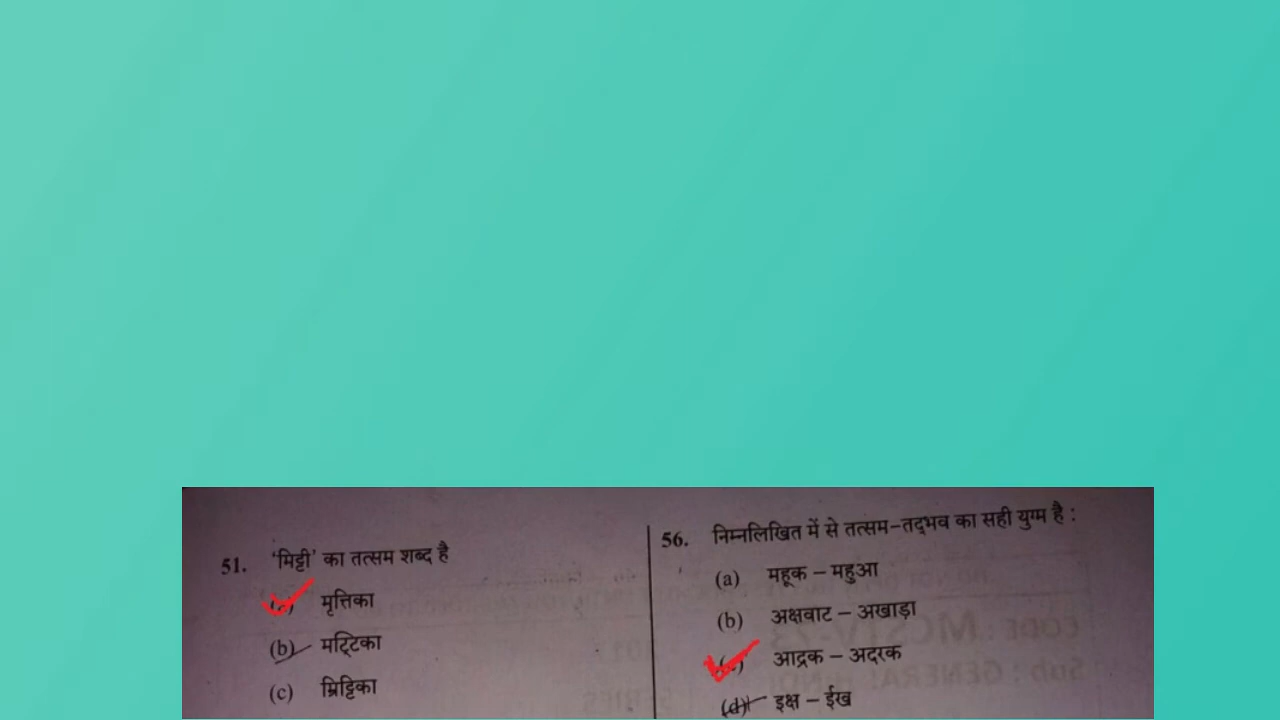 51. ‘मिट्टी’ का तत्सम शब्द है
मृत्तिका
(b) मट्टिका
(c) म्रिट्टिका
56. निम्नलिखित में से तत्सम–तद्भव का सही युग्म है :
(a) महूक – महुआ
(b) अक्षवाट – अखाड़ा
आद्रक – अदरक
(d) इक्ष – ईख